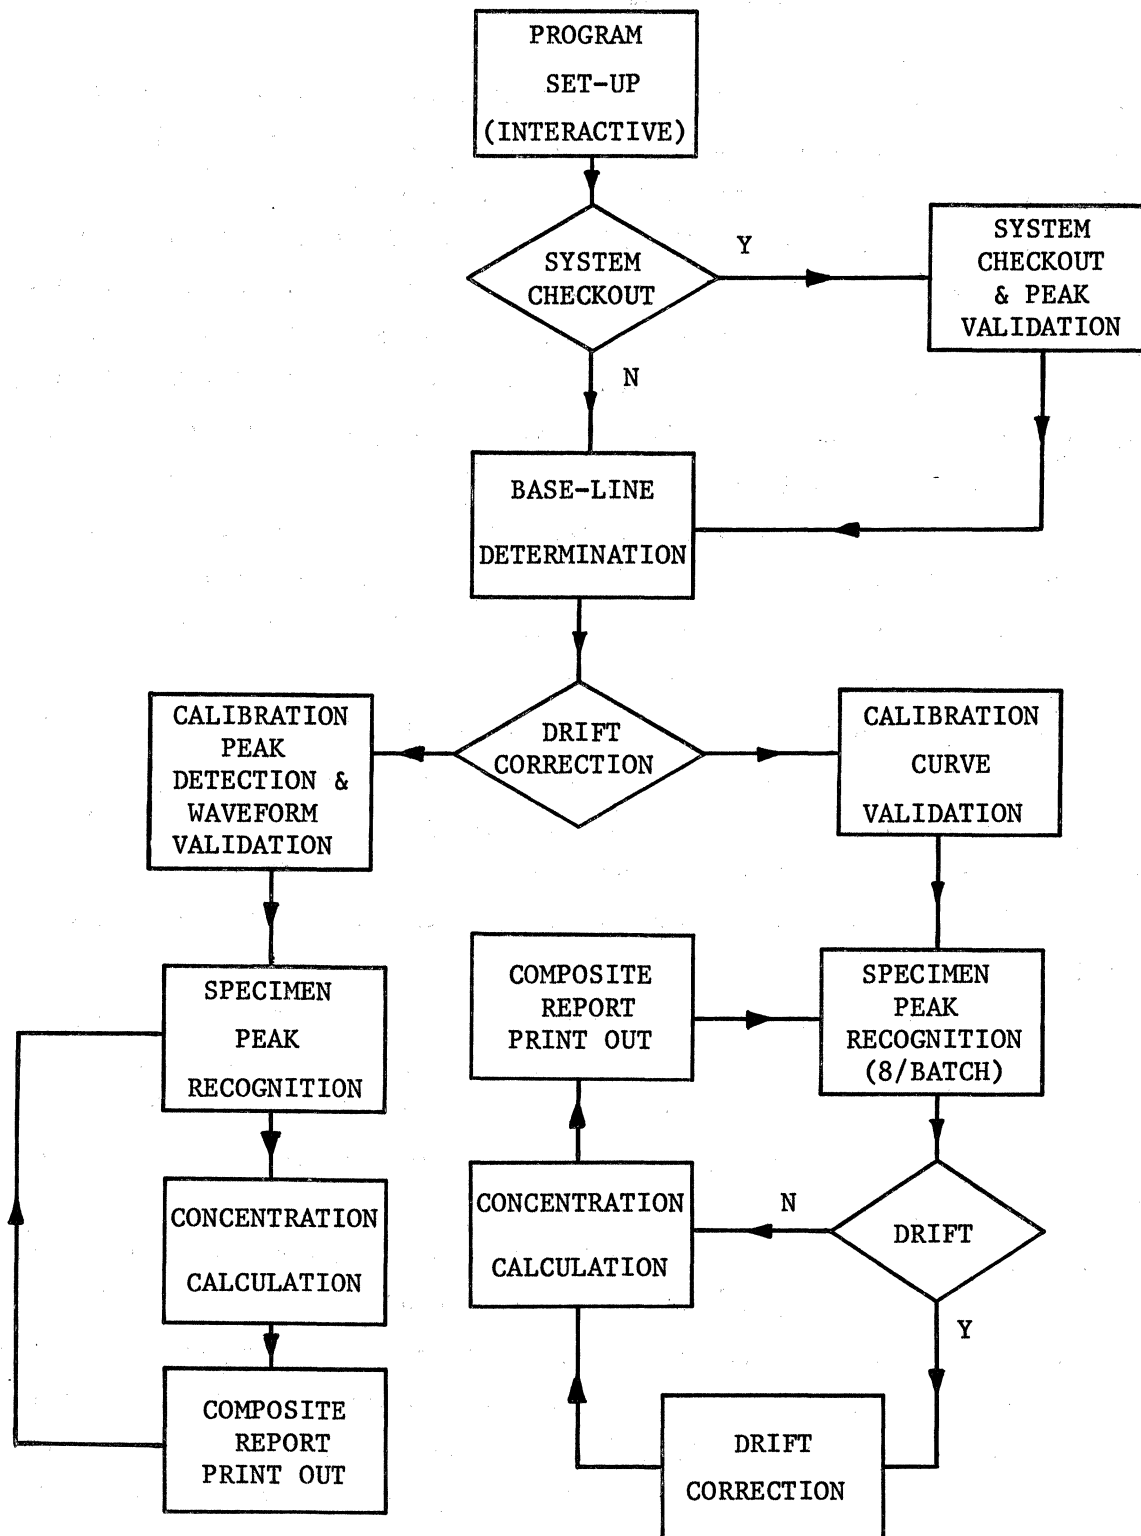 PROGRAM
SET-UP
(INTERACTIVE)
SYSTEM
CHECKOUT
Y
SYSTEM
CHECKOUT
& PEAK
VALIDATION
N
BASE-LINE
DETERMINATION
DRIFT
CORRECTION
CALIBRATION
PEAK
DETECTION &
WAVEFORM
VALIDATION
CALIBRATION
CURVE
VALIDATION
SPECIMEN
PEAK
RECOGNITION
COMPOSITE
REPORT
PRINT OUT
SPECIMEN
PEAK
RECOGNITION
(8/BATCH)
CONCENTRATION
CALCULATION
CONCENTRATION
CALCULATION
N
DRIFT
Y
COMPOSITE
REPORT
PRINT OUT
DRIFT
CORRECTION